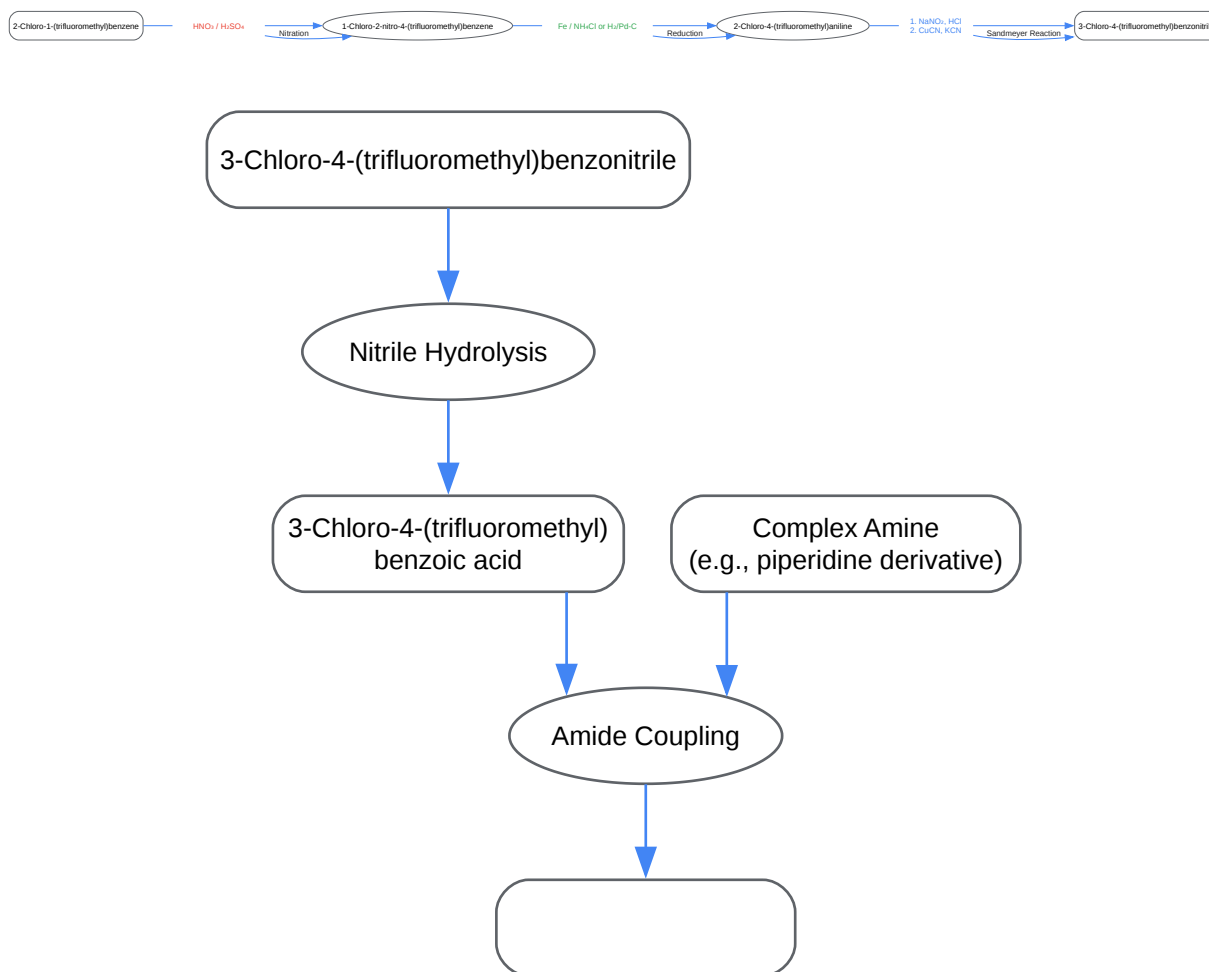 2-Chloro-1-(trifluoromethyl)benzene
HNO₃ / H₂SO₄
Nitration
1-Chloro-2-nitro-4-(trifluoromethyl)benzene
Fe / NH₄Cl or H₂/Pd-C
Reduction
2-Chloro-4-(trifluoromethyl)aniline
1. NaNO₂, HCl
2. CuCN, KCN
Sandmeyer Reaction
3-Chloro-4-(trifluoromethyl)benzonitril
3-Chloro-4-(trifluoromethyl)benzonitrile
Nitrile Hydrolysis
3-Chloro-4-(trifluoromethyl)
benzoic acid
Complex Amine
(e.g., piperidine derivative)
Amide Coupling